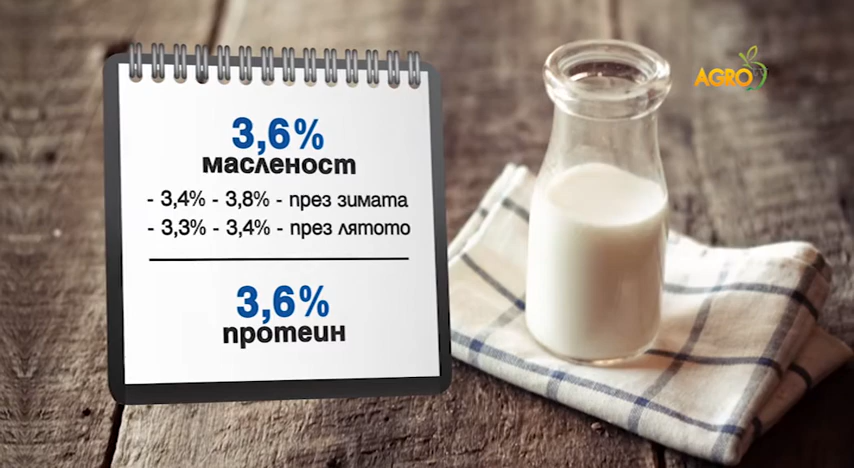 3,6%
масленост
- 3,4% - 3,8% - през зимата
- 3,3% - 3,4% - през лятото
3,6%
протеин
AGRO